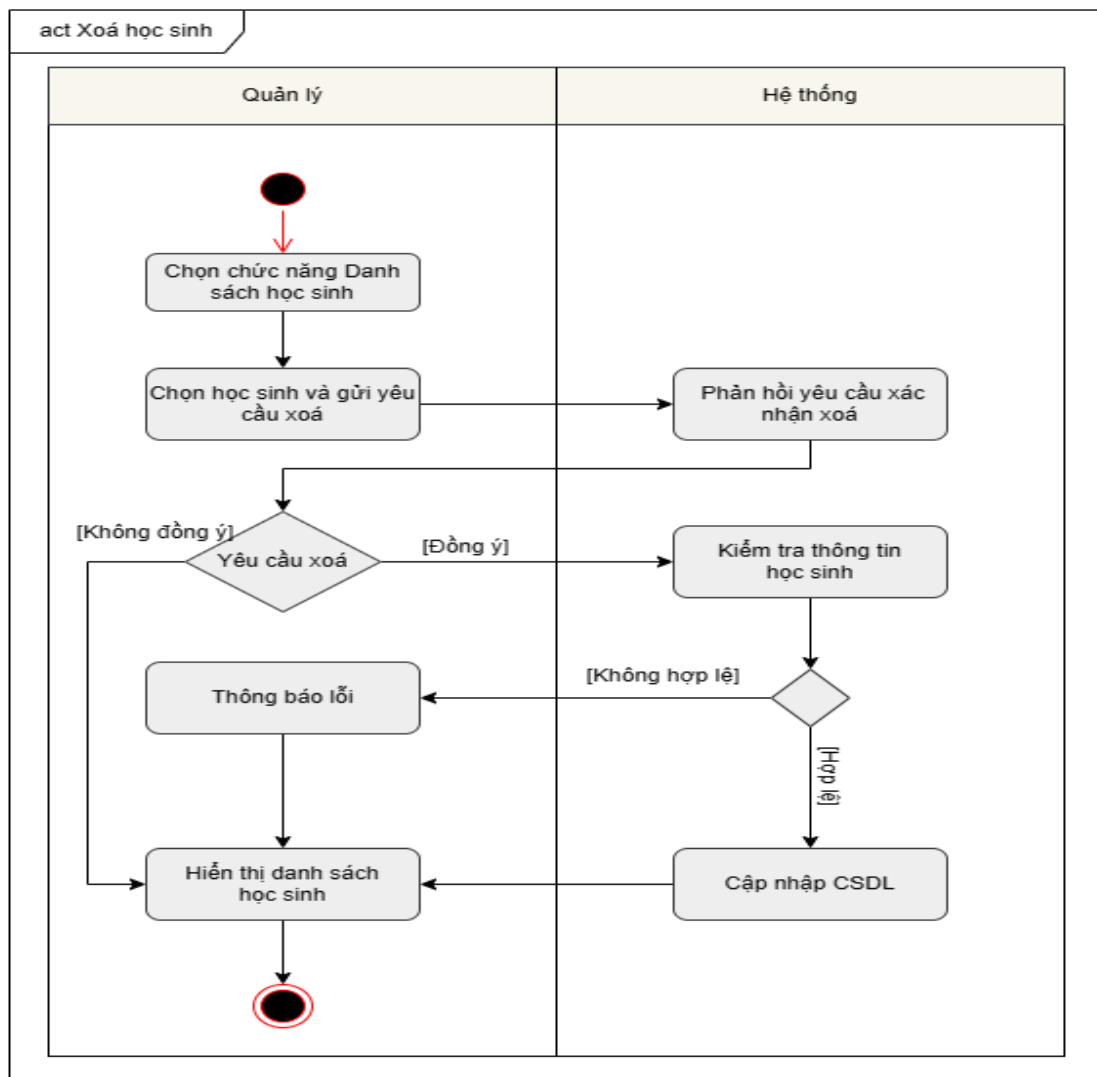 act Xoá học sinh
Quản lý
Hệ thống
Chọn chức năng Danh
sách học sinh
Chọn học sinh và gửi yêu
cầu xoá
Phản hồi yêu cầu xác
nhận xoá
[Không đồng ý]
Yêu cầu xoá
[Đồng ý]
Kiểm tra thông tin
học sinh
Thông báo lỗi
[Không hợp lệ]
[Hợp lệ]
Hiển thị danh sách
học sinh
Cập nhập CSDL